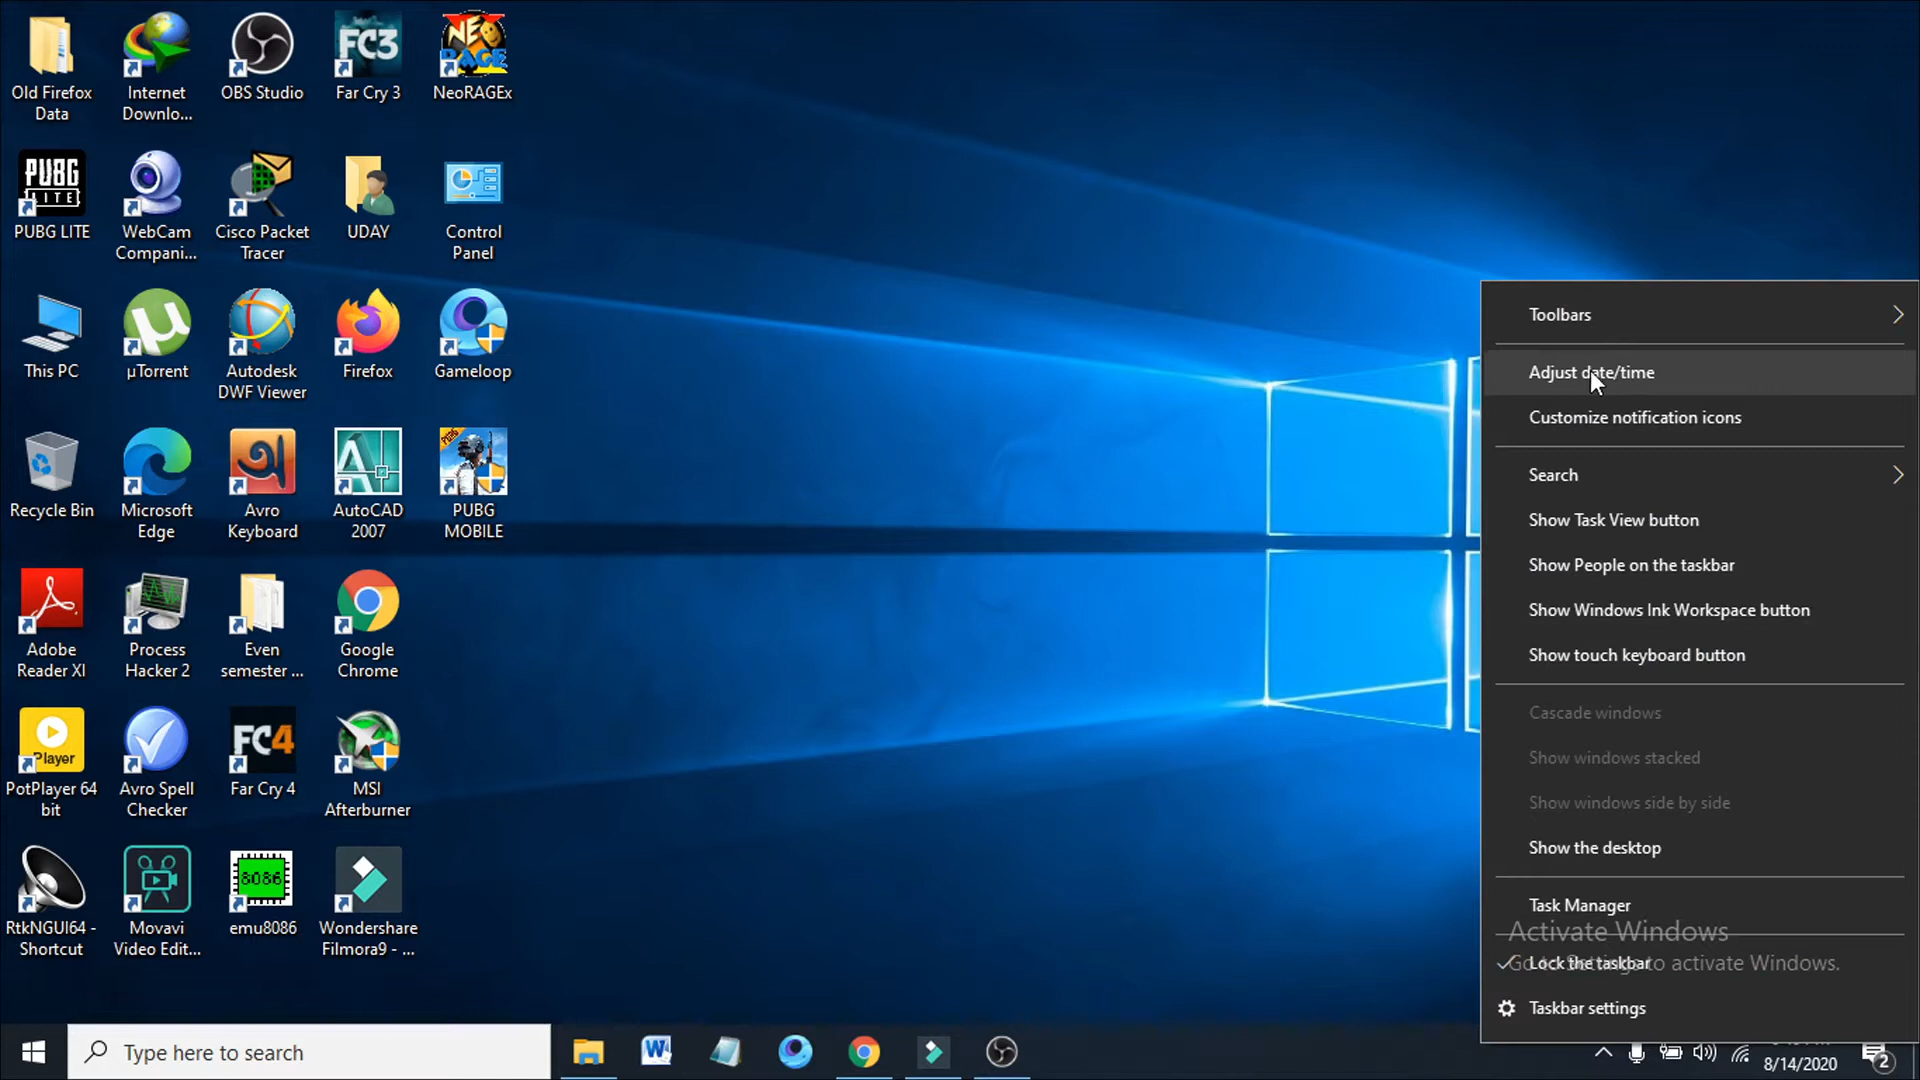 Old Firefox
Data
Internet
Downlo...
OBS Studio
FC3
Far Cry 3
NEO
RAGE
NeoRAGEx
PUBG
LITE
PUBG LITE
WebCam
Compani...
Cisco Packet
Tracer
UDAY
Control
Panel
This PC
µ
µTorrent
Autodesk
DWF Viewer
Firefox
Gameloop
Recycle Bin
Microsoft
Edge
অ
Avro
Keyboard
AutoCAD
2007
PUBG
PUBG
MOBILE
Adobe
Reader XI
Process
Hacker 2
Even
semester ...
Google
Chrome
Player
PotPlayer 64
bit
Avro Spell
Checker
FC4
Far Cry 4
MSI
Afterburner
RtkNGUI64 -
Shortcut
Movavi
Video Edit...
8086
emu8086
Wondershare
Filmora9 - ...
Toolbars
Adjust date/time
Customize notification icons
Search
Show Task View button
Show People on the taskbar
Show Windows Ink Workspace button
Show touch keyboard button
Cascade windows
Show windows stacked
Show windows side by side
Show the desktop
Task Manager
Activate Windows
Go to Settings to activate Windows.
Lock the taskbar
Taskbar settings
Type here to search
W
8/14/2020
2